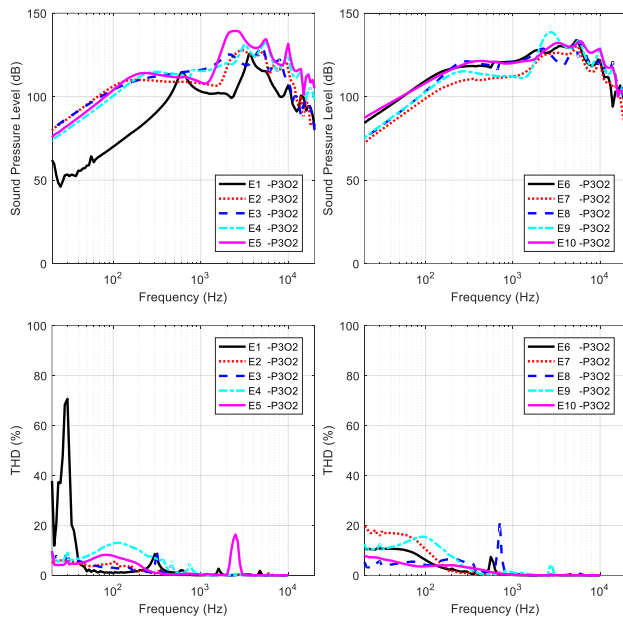 150
100
50
0
Sound Pressure Level (dB)
10^2
10^3
10^4
Frequency (Hz)
E1 -P3O2
E2 -P3O2
E3 -P3O2
E4 -P3O2
E5 -P3O2
150
100
50
0
Sound Pressure Level (dB)
10^2
10^3
10^4
Frequency (Hz)
E6 -P3O2
E7 -P3O2
E8 -P3O2
E9 -P3O2
E10 -P3O2
100
80
60
40
20
0
THD (%)
10^2
10^3
10^4
Frequency (Hz)
E1 -P3O2
E2 -P3O2
E3 -P3O2
E4 -P3O2
E5 -P3O2
100
80
60
40
20
0
THD (%)
10^2
10^3
10^4
Frequency (Hz)
E6 -P3O2
E7 -P3O2
E8 -P3O2
E9 -P3O2
E10 -P3O2